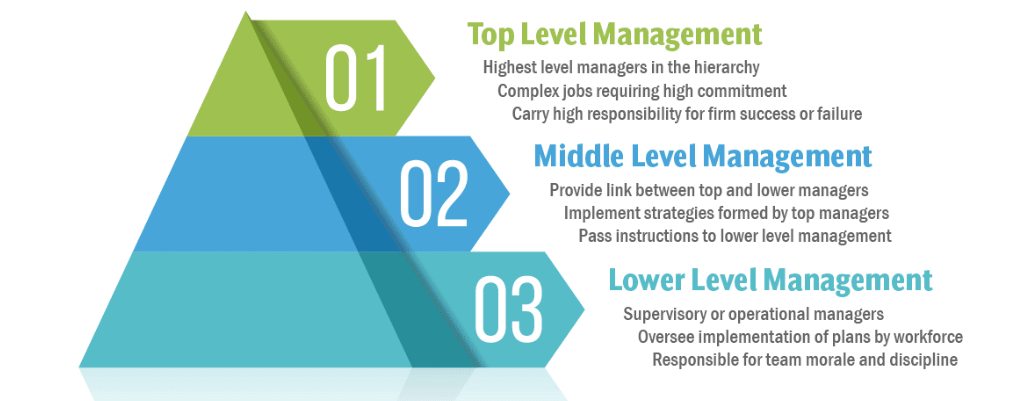 01
Top Level Management
Highest level managers in the hierarchy
Complex jobs requiring high commitment
Carry high responsibility for firm success or failure
02
Middle Level Management
Provide link between top and lower managers
Implement strategies formed by top managers
Pass instructions to lower level management
03
Lower Level Management
Supervisory or operational managers
Oversee implementation of plans by workforce
Responsible for team morale and discipline